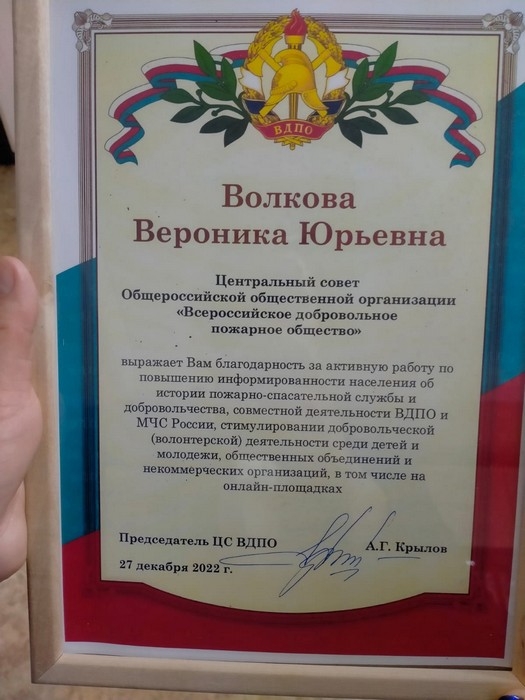 ВДПО
Волкова
Вероника Юрьевна
Центральный совет
Общероссийской общественной организации
«Всероссийское добровольное
пожарное общество»
выражает Вам благодарность за активную работу по
повышению информированности населения об
истории пожарно-спасательной службы и
добровольчества, совместной деятельности ВДПО и
МЧС России, стимулировании добровольческой
(волонтерской) деятельности среди детей и
молодежи, общественных объединений и
некоммерческих организаций, в том числе на
онлайн-площадках
Председатель ЦС ВДПО
А.Г. Крылов
27 декабря 2022 г.